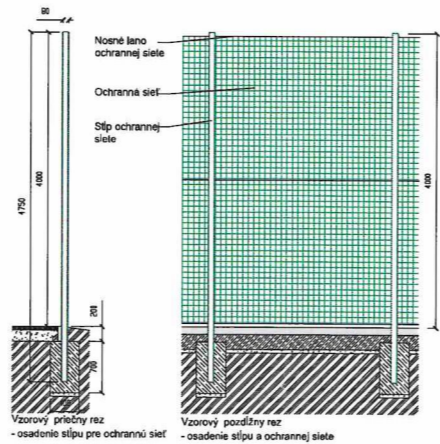 80
Nosné lano
ochrannej siete
Ochranná sieť
Stĺp ochrannej
siete
4750
4000
4000
200
700
Vzorový priečny rez
- osadenie stĺpu pre ochrannú sieť
Vzorový pozdĺžny rez
- osadenie stĺpu a ochrannej siete